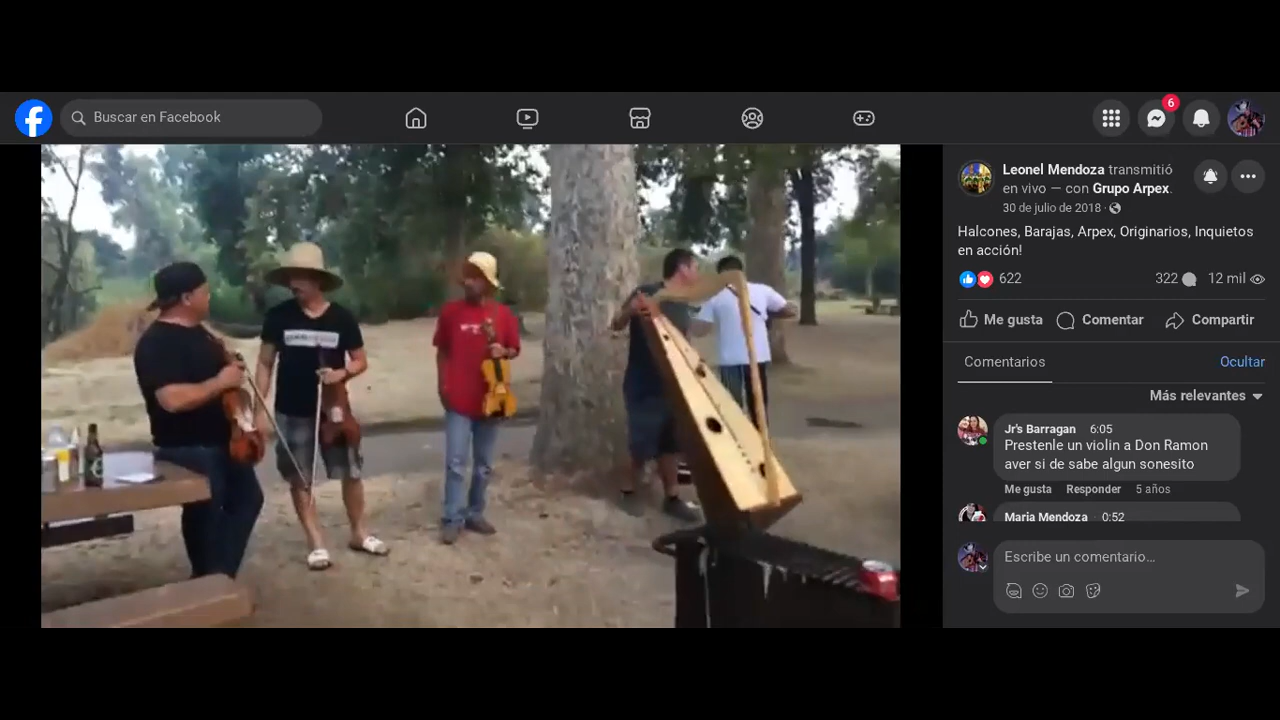 Buscar en Facebook
6
Leonel Mendoza transmitió
en vivo — con Grupo Arpex.
30 de julio de 2018 ·
Halcones, Barajas, Arpex, Originarios, Inquietos
en acción!
622
322
12 mil
Me gusta
Comentar
Compartir
Comentarios
Ocultar
Más relevantes
Jr's Barragan 6:05
Prestenle un violin a Don Ramon
aver si de sabe algun sonesito
Me gusta Responder 5 años
Maria Mendoza · 0:52
Escribe un comentario...